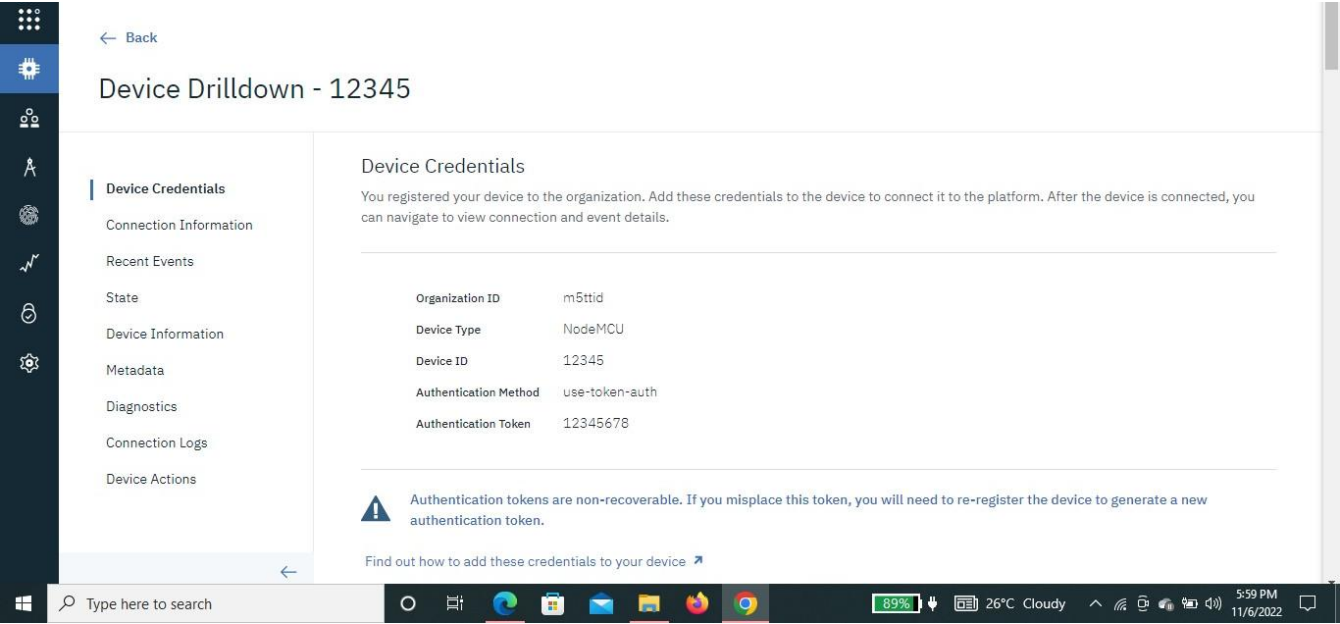 Back
Device Drilldown - 12345
Device Credentials
Connection Information
Recent Events
State
Device Information
Metadata
Diagnostics
Connection Logs
Device Actions
Device Credentials
You registered your device to the organization. Add these credentials to the device to connect it to the platform. After the device is connected, you
can navigate to view connection and event details.
Organization ID m5ttid
Device Type NodeMCU
Device ID 12345
Authentication Method use-token-auth
Authentication Token 12345678
Authentication tokens are non-recoverable. If you misplace this token, you will need to re-register the device to generate a new
authentication token.
Find out how to add these credentials to your device
Type here to search
89%
26°C Cloudy
5:59 PM
11/6/2022